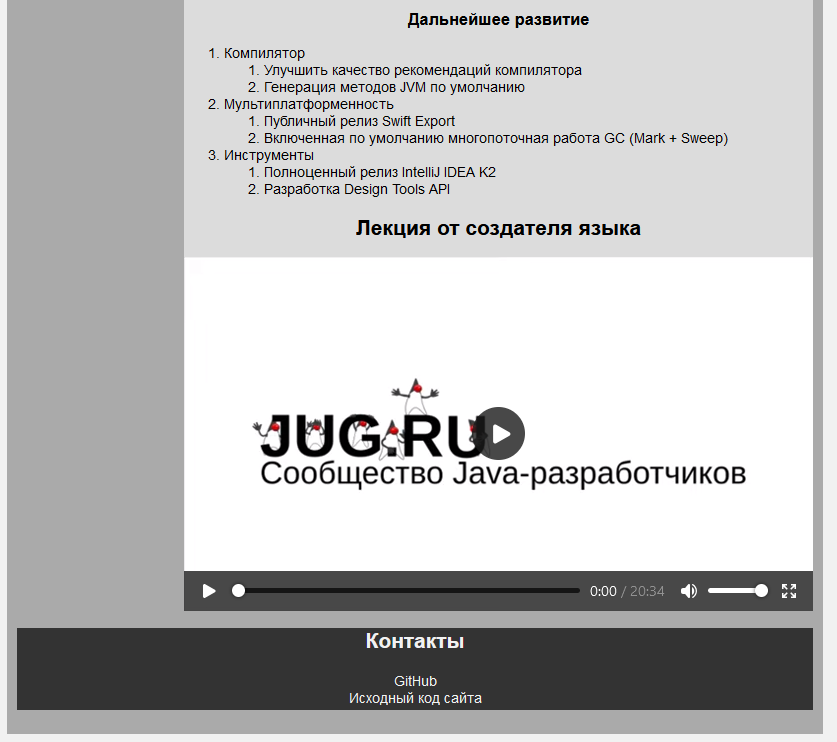 Дальнейшее развитие
1. Компилятор
1. Улучшить качество рекомендаций компилятора
2. Генерация методов JVM по умолчанию
2. Мультиплатформенность
1. Публичный релиз Swift Export
2. Включенная по умолчанию многопоточная работа GC (Mark + Sweep)
3. Инструменты
1. Полноценный релиз IntelliJ IDEA K2
2. Разработка Design Tools API
Лекция от создателя языка
JUG.RU
Сообщество Java-разработчиков
0:00 / 20:34
Контакты
GitHub
Исходный код сайта